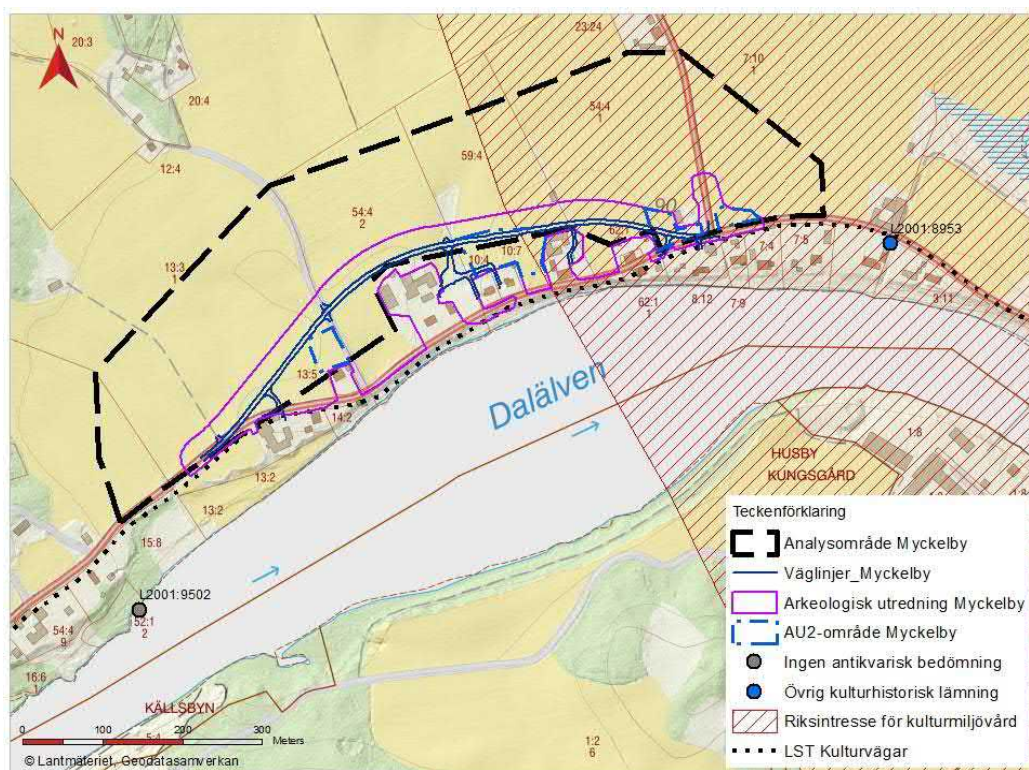 N
20:3
20:4
12:4
23:24
7:10
1
54:4
1
59:4
54:4
2
90
13:3
1
10:4
10:7
L2001:8953
7:4
7:5
62:1
1
8:12
7:9
3:11
13:5
14:2
Dalälven
13:2
13:2
1:8
HUSBY
KUNGSGÅRD
15:8
L2001:9502
52:1
2
54:4
9
16:6
1
KÄLLSBYN
5:4
1:2
6
0 100 200 300
Meters
© Lantmäteriet, Geodatasamverkan
Teckenförklaring
Analysområde Myckelby
Väglinjer_Myckelby
Arkeologisk utredning Myckelby
AU2-område Myckelby
Ingen antikvarisk bedömning
Övrig kulturhistorisk lämning
Riksintresse för kulturmiljövård
LST Kulturvägar